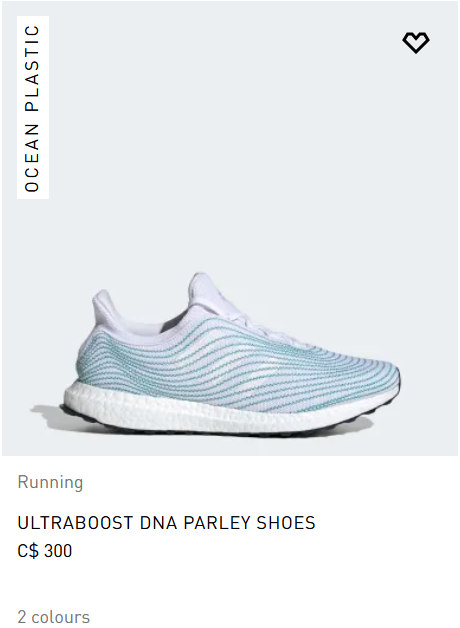 OCEAN PLASTIC
Running
ULTRABOOST DNA PARLEY SHOES
C$ 300
2 colours